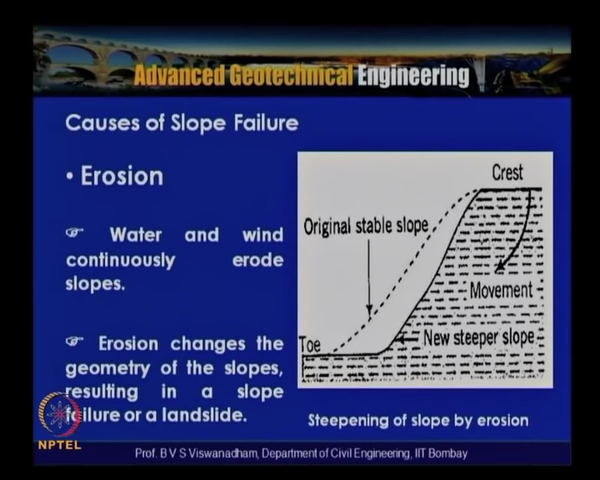 Advanced Geotechnical Engineering
Causes of Slope Failure
• Erosion
☞ Water and wind
continuously erode
slopes.
☞ Erosion changes the
geometry of the slopes,
resulting in a slope
failure or a landslide.
Crest
Original stable slope
Movement
Toe
New steeper slope
Steepening of slope by erosion
NPTEL
Prof. B V S Viswanadham, Department of Civil Engineering, IIT Bombay